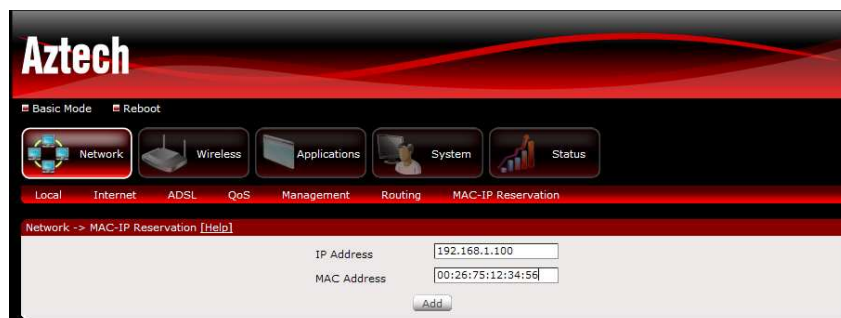 Aztech
Basic Mode Reboot
Network Wireless Applications System Status
Local Internet ADSL QoS Management Routing MAC-IP Reservation
Network -> MAC-IP Reservation [Help]
IP Address 192.168.1.100
MAC Address 00:26:75:12:34:56
Add